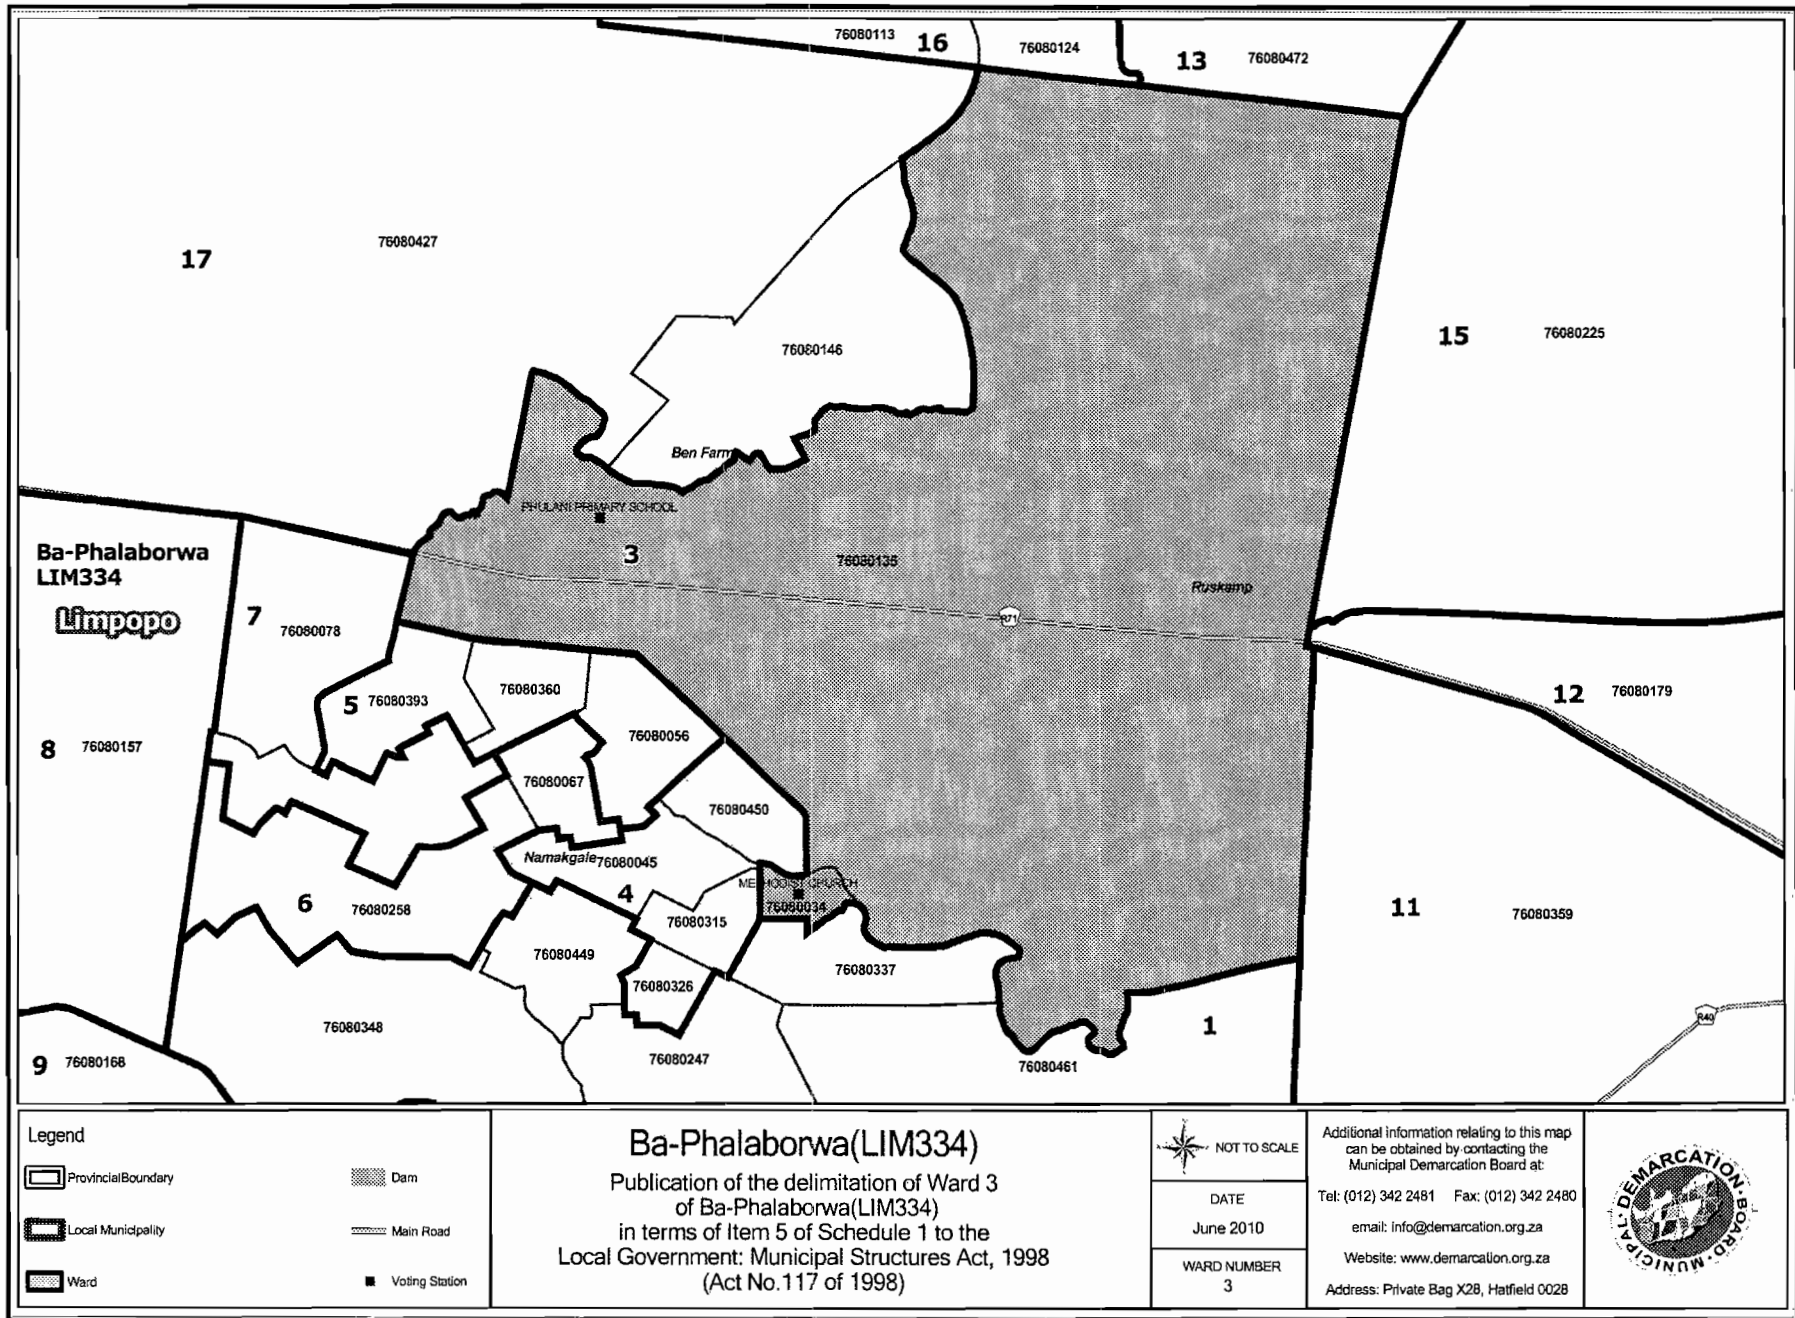 76080113
16
76080124
13
76080472
17
76080427
15
76080225
76080146
Ben Farm
PHULANI PRIMARY SCHOOL
3
76080135
Ruskamp
R71
Ba-Phalaborwa
LIM334
Limpopo
7
76080078
5
76080393
76080360
76080056
12
76080179
8
76080157
76080067
76080450
Namakgale
76080045
4
METHODIST CHURCH
76080034
6
76080258
76080315
11
76080359
76080449
76080326
76080337
76080348
76080247
1
76080461
R40
9
76080168
Legend
ProvincialBoundary
Dam
Local Municipality
Main Road
Ward
Voting Station
Ba-Phalaborwa(LIM334)
Publication of the delimitation of Ward 3
of Ba-Phalaborwa(LIM334)
in terms of Item 5 of Schedule 1 to the
Local Government: Municipal Structures Act, 1998
(Act No.117 of 1998)
NOT TO SCALE
DATE
June 2010
WARD NUMBER
3
Additional information relating to this map
can be obtained by contacting the
Municipal Demarcation Board at:
Tel: (012) 342 2481 Fax: (012) 342 2480
email: info@demarcation.org.za
Website: www.demarcation.org.za
Address: Private Bag X28, Hatfield 0028
MUNICIPAL DEMARCATION BOARD